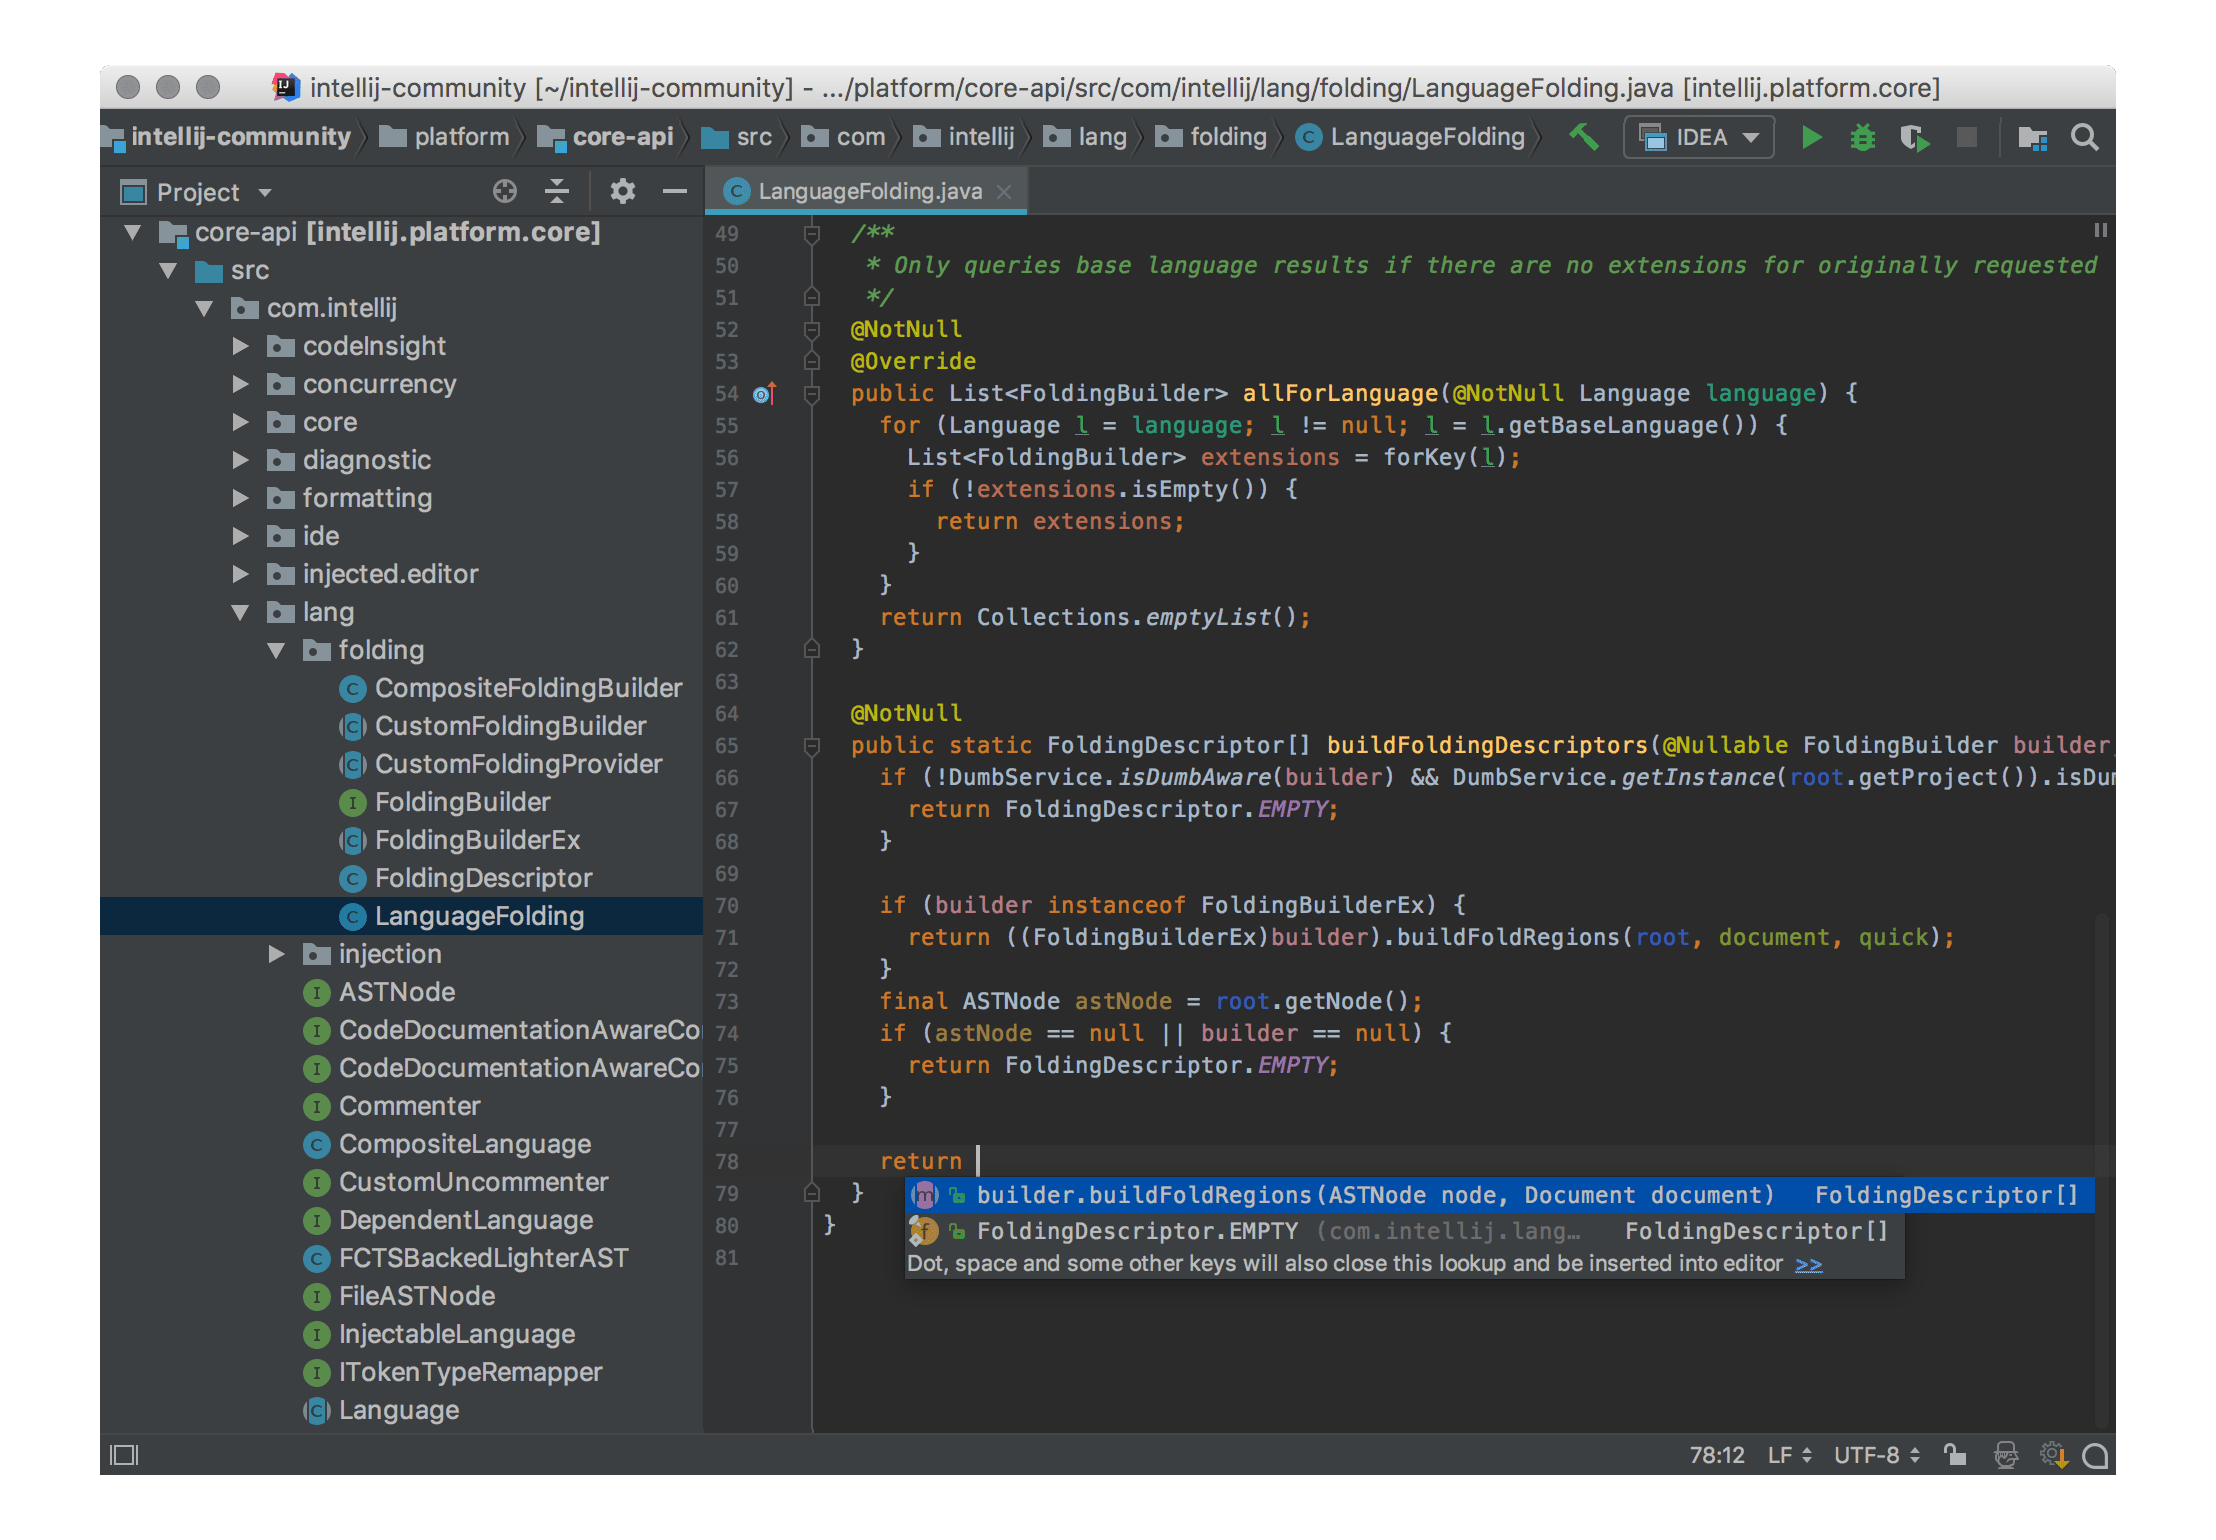 intellij-community [~/intellij-community] - .../platform/core-api/src/com/intellij/lang/folding/LanguageFolding.java [intellij.platform.core]
intellij-community platform core-api src com intellij lang folding LanguageFolding IDEA
Project
core-api [intellij.platform.core]
src
com.intellij
codeInsight
concurrency
core
diagnostic
formatting
ide
injected.editor
lang
folding
CompositeFoldingBuilder
CustomFoldingBuilder
CustomFoldingProvider
FoldingBuilder
FoldingBuilderEx
FoldingDescriptor
LanguageFolding
injection
ASTNode
CodeDocumentationAwareCo
CodeDocumentationAwareCo
Commenter
CompositeLanguage
CustomUncommenter
DependentLanguage
FCTSBackedLighterAST
FileASTNode
InjectableLanguage
ITokenTypeRemapper
Language
LanguageFolding.java
49 /**
50 * Only queries base language results if there are no extensions for originally requested
51 */
52 @NotNull
53 @Override
54 public List<FoldingBuilder> allForLanguage(@NotNull Language language) {
55 for (Language l = language; l != null; l = l.getBaseLanguage()) {
56 List<FoldingBuilder> extensions = forKey(l);
57 if (!extensions.isEmpty()) {
58 return extensions;
59 }
60 }
61 return Collections.emptyList();
62 }
63
64 @NotNull
65 public static FoldingDescriptor[] buildFoldingDescriptors(@Nullable FoldingBuilder builder,
66 if (!DumbService.isDumbAware(builder) && DumbService.getInstance(root.getProject()).isDum
67 return FoldingDescriptor.EMPTY;
68 }
69
70 if (builder instanceof FoldingBuilderEx) {
71 return ((FoldingBuilderEx)builder).buildFoldRegions(root, document, quick);
72 }
73 final ASTNode astNode = root.getNode();
74 if (astNode == null || builder == null) {
75 return FoldingDescriptor.EMPTY;
76 }
77
78 return
79 }
80 }
81
builder.buildFoldRegions(ASTNode node, Document document) FoldingDescriptor[]
FoldingDescriptor.EMPTY (com.intellij.lang… FoldingDescriptor[]
Dot, space and some other keys will also close this lookup and be inserted into editor >>
78:12 LF UTF-8